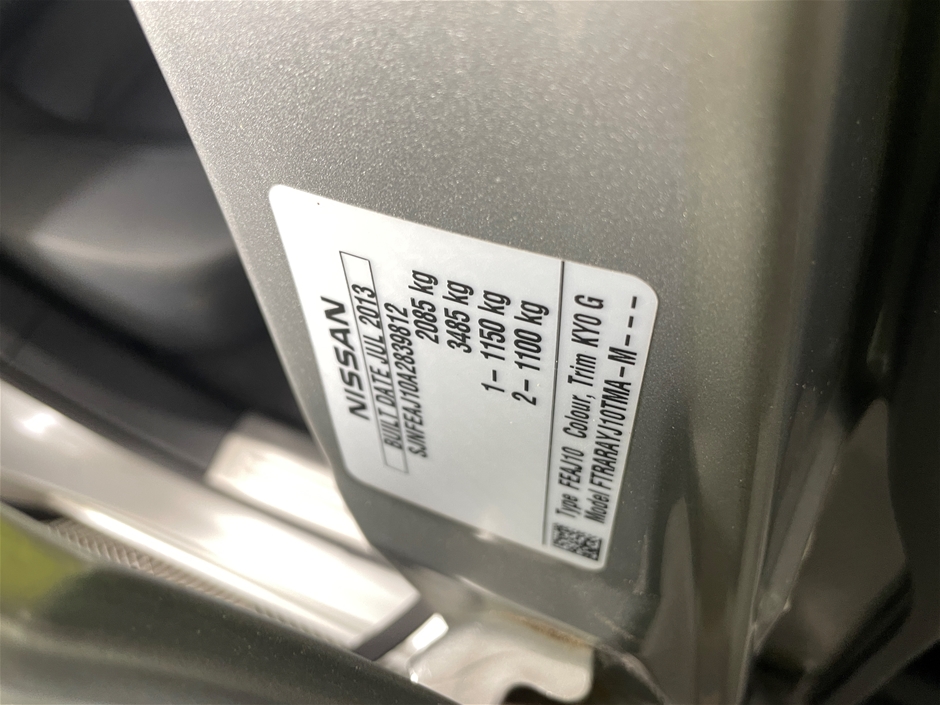 NISSAN
BUILT DATE JUL 2013
SJNFEAJ10A2839812
2085 kg
3485 kg
1- 1150 kg
2- 1100 kg
Type FEAJ10 Colour, Trim KY0 G
Model FTRARAYJ10TMA-M---